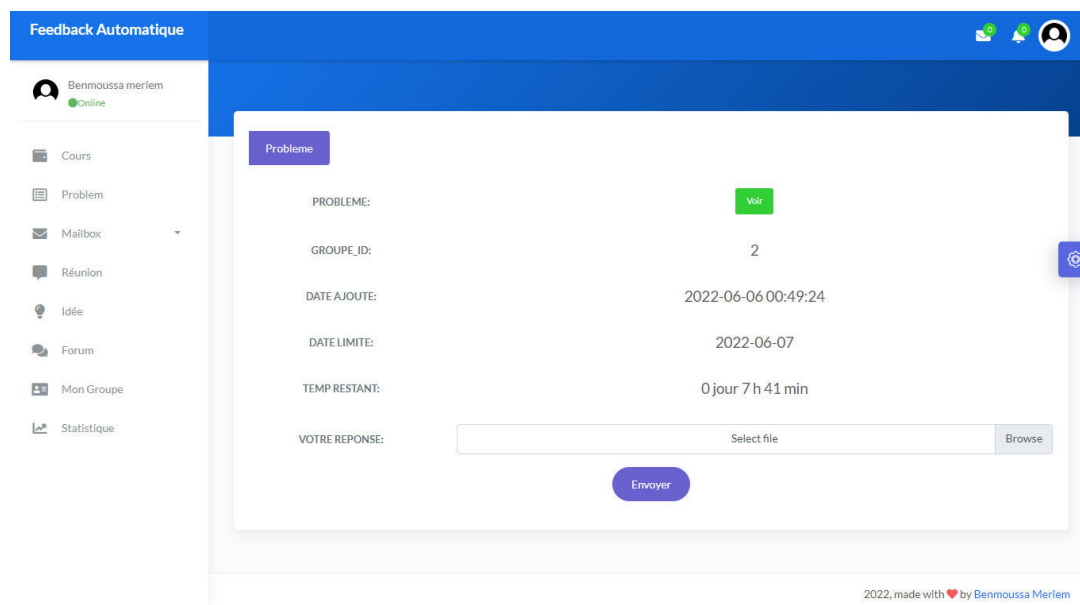 Feedback Automatique
0
0
Benmoussa meriem
Online
Cours
Problem
Mailbox
Réunion
Idée
Forum
Mon Groupe
Statistique
Probleme
PROBLEME:
Voir
GROUPE_ID:
2
DATE AJOUTE:
2022-06-06 00:49:24
DATE LIMITE:
2022-06-07
TEMP RESTANT:
0 jour 7 h 41 min
VOTRE REPONSE:
Select file
Browse
Envoyer
2022, made with ❤ by Benmoussa Meriem